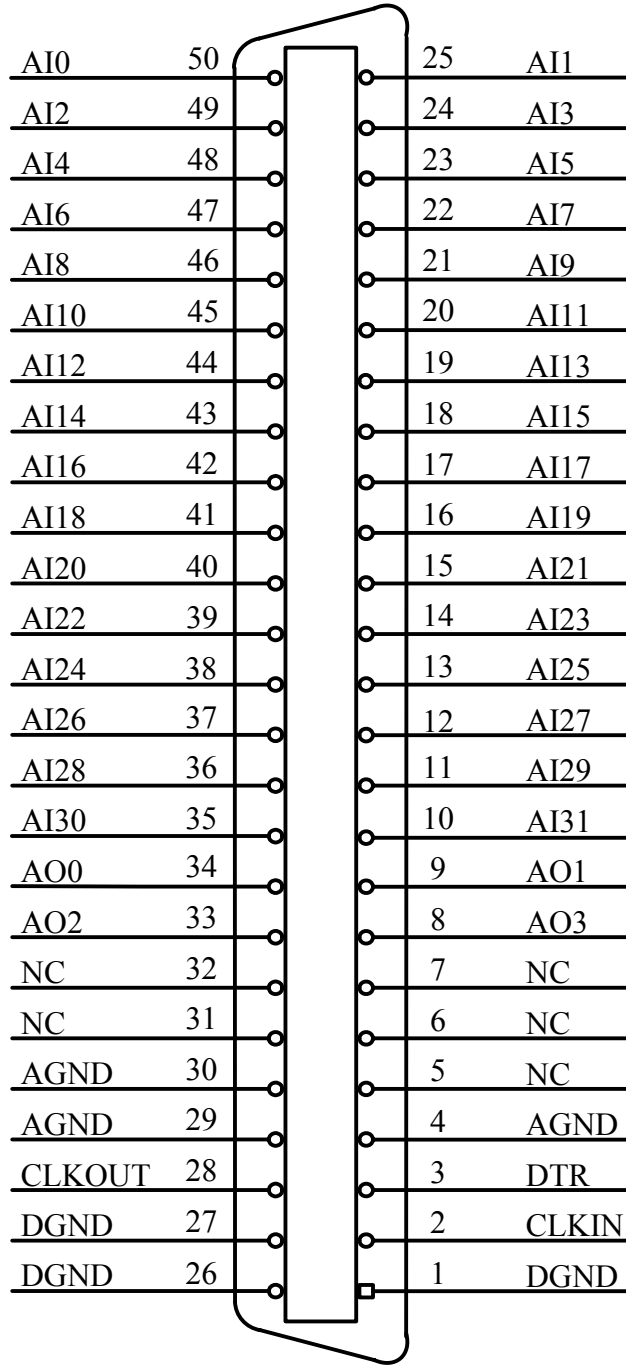 AI0 50 25 AI1
AI2 49 24 AI3
AI4 48 23 AI5
AI6 47 22 AI7
AI8 46 21 AI9
AI10 45 20 AI11
AI12 44 19 AI13
AI14 43 18 AI15
AI16 42 17 AI17
AI18 41 16 AI19
AI20 40 15 AI21
AI22 39 14 AI23
AI24 38 13 AI25
AI26 37 12 AI27
AI28 36 11 AI29
AI30 35 10 AI31
AO0 34 9 AO1
AO2 33 8 AO3
NC 32 7 NC
NC 31 6 NC
AGND 30 5 NC
AGND 29 4 AGND
CLKOUT 28 3 DTR
DGND 27 2 CLKIN
DGND 26 1 DGND